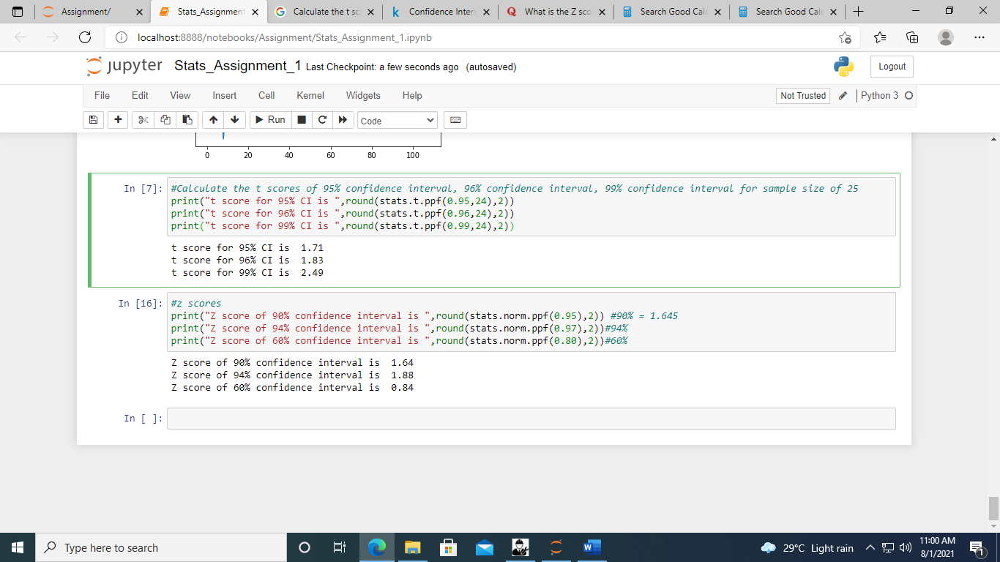 Assignment/
Stats_Assignment
Calculate the t sc
Confidence Interv
What is the Z sco
Search Good Calc
Search Good Calc
localhost:8888/notebooks/Assignment/Stats_Assignment_1.ipynb
jupyter Stats_Assignment_1 Last Checkpoint: a few seconds ago (autosaved)
Logout
File Edit View Insert Cell Kernel Widgets Help
Not Trusted
Python 3
Run
Code
0 20 40 60 80 100
In [7]: #Calculate the t scores of 95% confidence interval, 96% confidence interval, 99% confidence interval for sample size of 25
print("t score for 95% CI is ",round(stats.t.ppf(0.95,24),2))
print("t score for 96% CI is ",round(stats.t.ppf(0.96,24),2))
print("t score for 99% CI is ",round(stats.t.ppf(0.99,24),2))
t score for 95% CI is  1.71
t score for 96% CI is  1.83
t score for 99% CI is  2.49
In [16]: #z scores
print("Z score of 90% confidence interval is ",round(stats.norm.ppf(0.95),2)) #90% = 1.645
print("Z score of 94% confidence interval is ",round(stats.norm.ppf(0.97),2))#94%
print("Z score of 60% confidence interval is ",round(stats.norm.ppf(0.80),2))#60%
Z score of 90% confidence interval is  1.64
Z score of 94% confidence interval is  1.88
Z score of 60% confidence interval is  0.84
In [ ]:
Type here to search
29°C Light rain
11:00 AM
8/1/2021
1